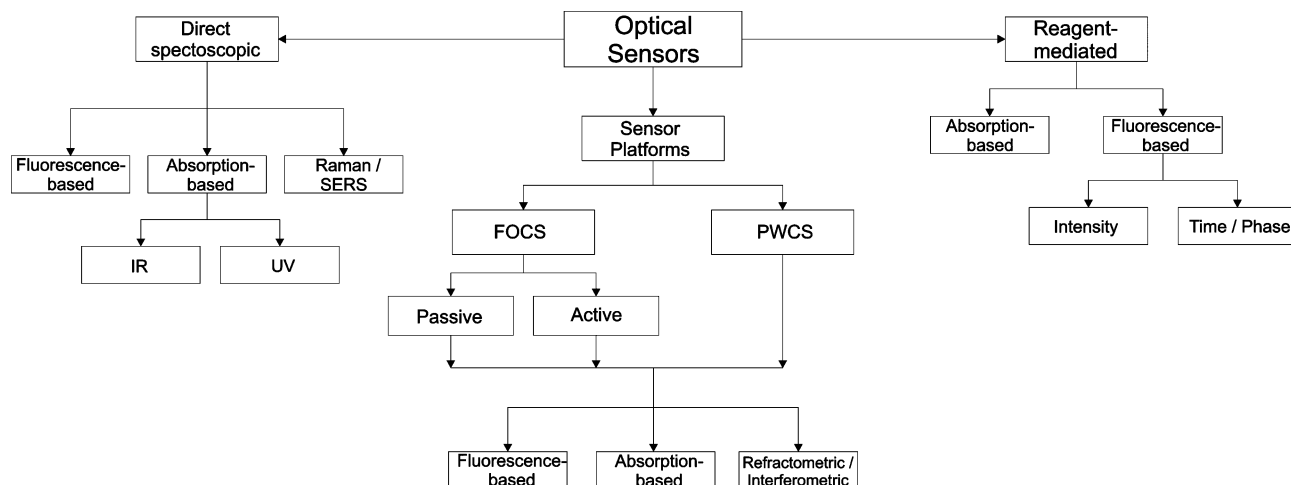 Direct
spectoscopic
Optical
Sensors
Reagent-
mediated
Fluorescence-
based
Absorption-
based
Raman /
SERS
Sensor
Platforms
Absorption-
based
Fluorescence-
based
IR
UV
FOCS
PWCS
Intensity
Time / Phase
Passive
Active
Fluorescence-
based
Absorption-
based
Refractometric /
Interferometric